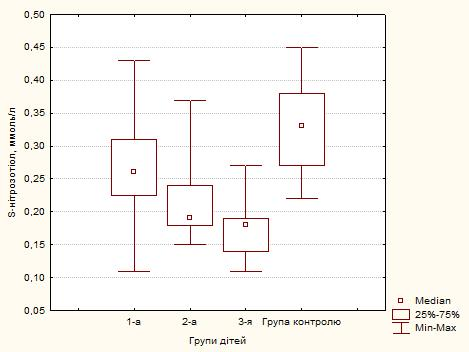 S-нітрозотіол, ммоль/л
0,50
0,45
0,40
0,35
0,30
0,25
0,20
0,15
0,10
0,05
1-а 2-а 3-я Група контролю
Групи дітей
Median
25%-75%
Min-Max